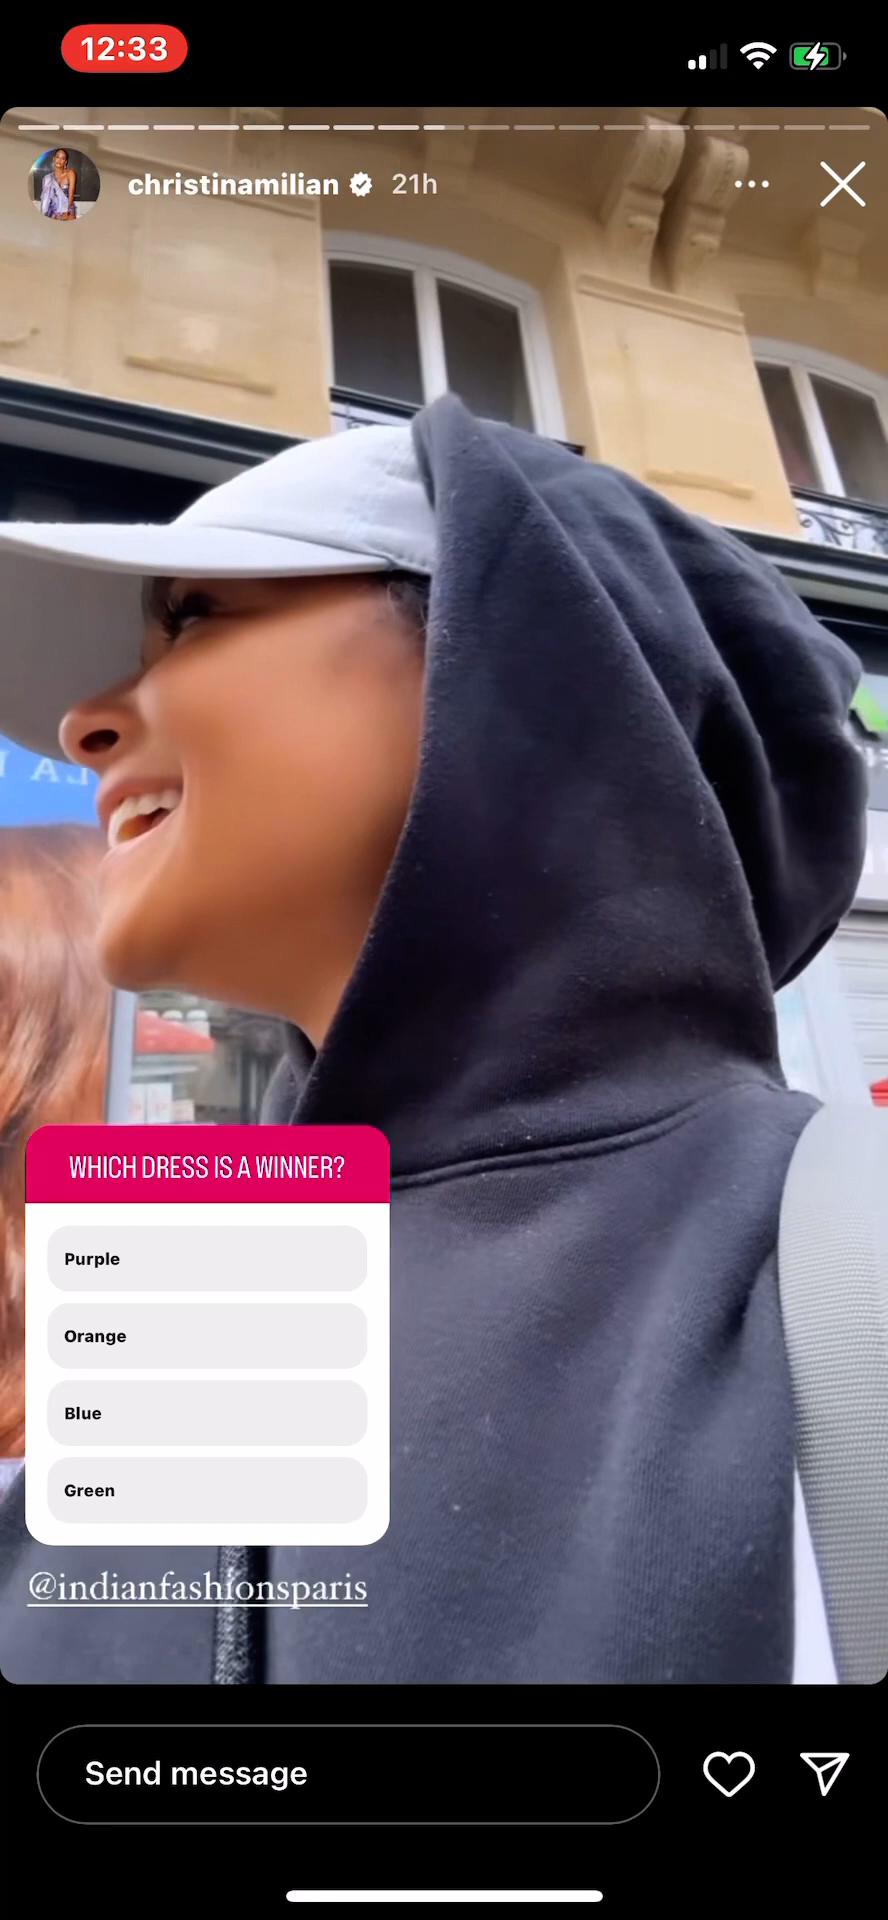 12:33
christinamilian 21h
WHICH DRESS IS A WINNER?
Purple
Orange
Blue
Green
@indianfashionsparis
Send message